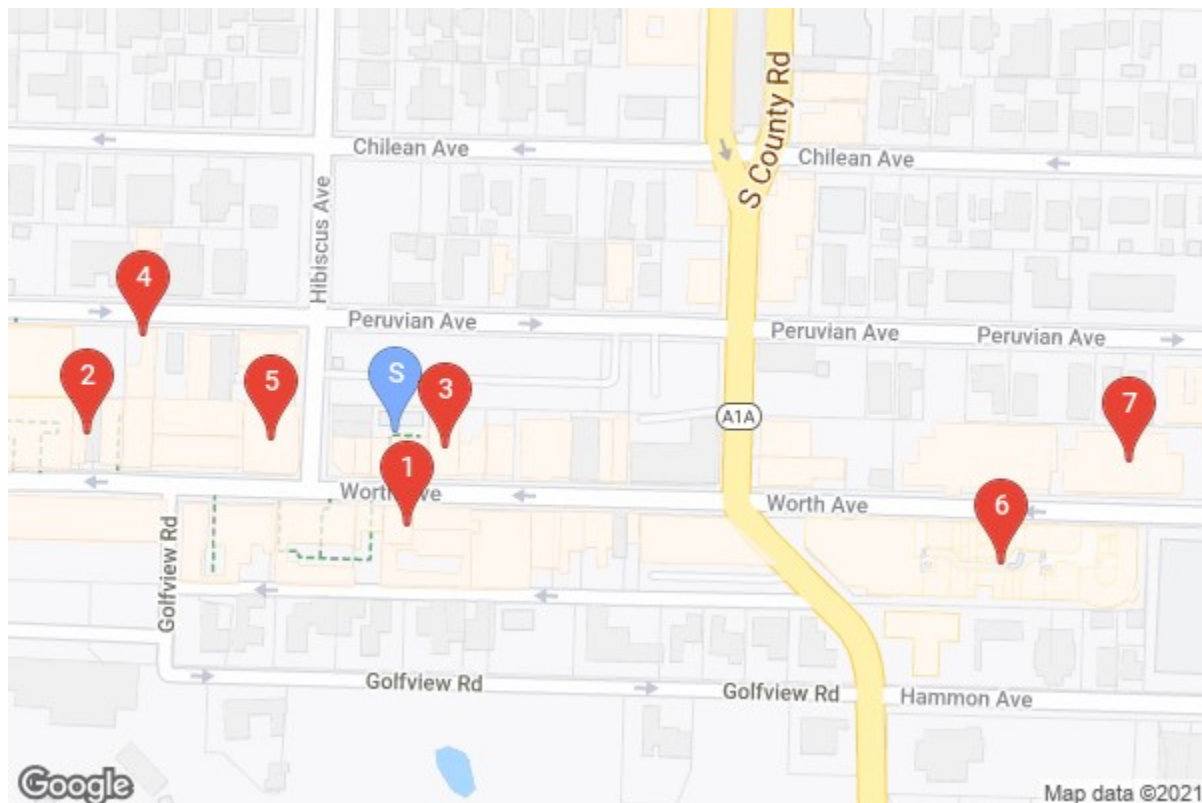 S County Rd
Chilean Ave
Chilean Ave
Hibiscus Ave
4
Peruvian Ave
Peruvian Ave
Peruvian Ave
2
5
S
3
A1A
7
1
Worth Ave
Worth Ave
6
Golfview Rd
Golfview Rd
Golfview Rd
Hammon Ave
Google
Map data ©2021